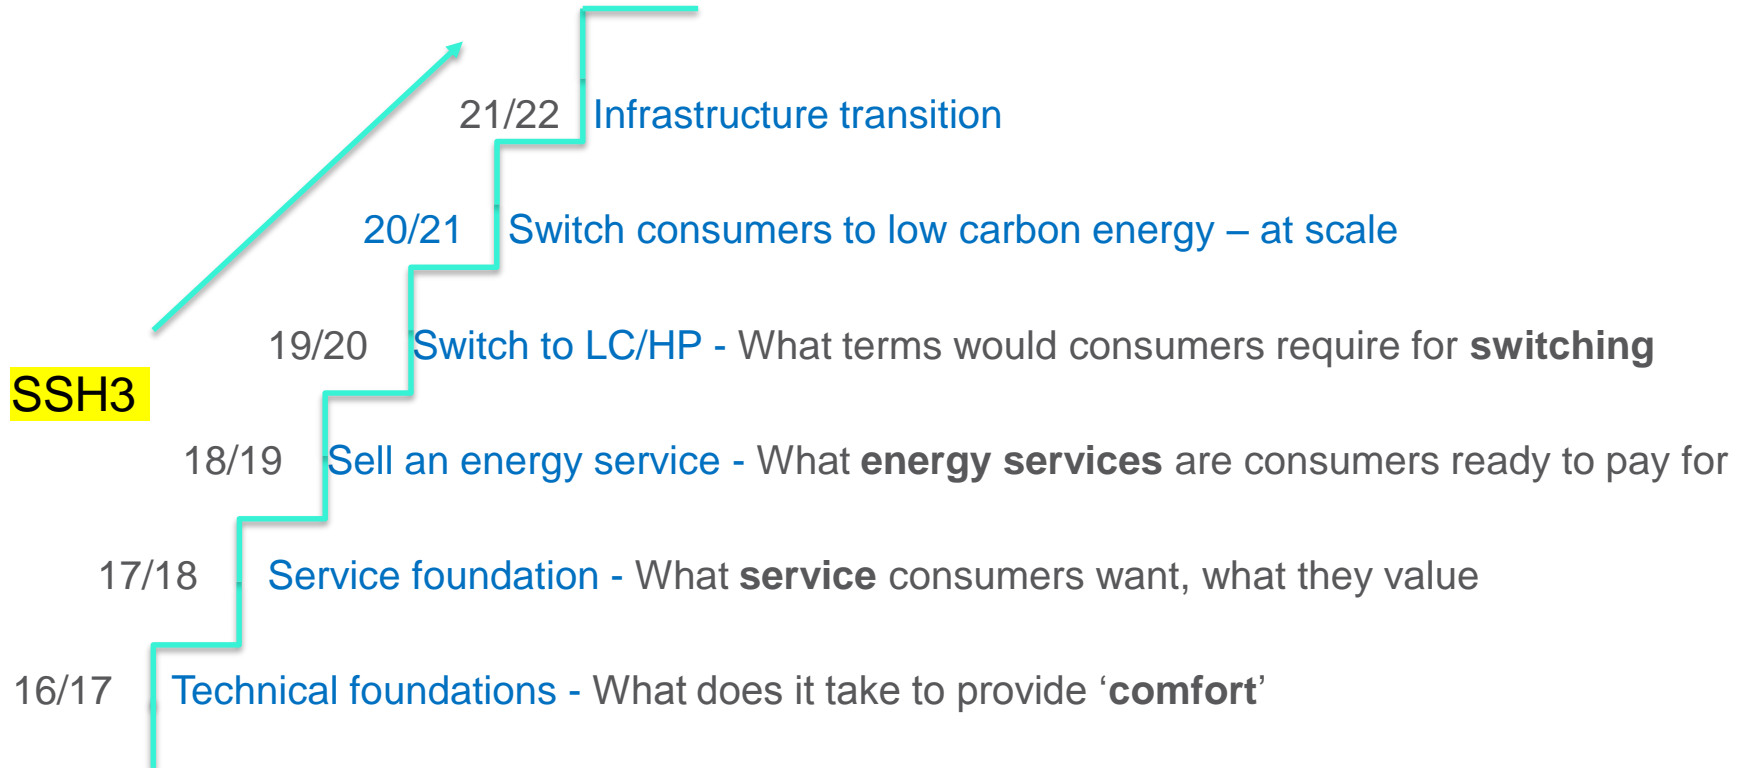 21/22 Infrastructure transition
20/21 Switch consumers to low carbon energy – at scale
19/20 Switch to LC/HP - What terms would consumers require for switching
SSH3
18/19 Sell an energy service - What energy services are consumers ready to pay for
17/18 Service foundation - What service consumers want, what they value
16/17 Technical foundations - What does it take to provide ‘comfort’